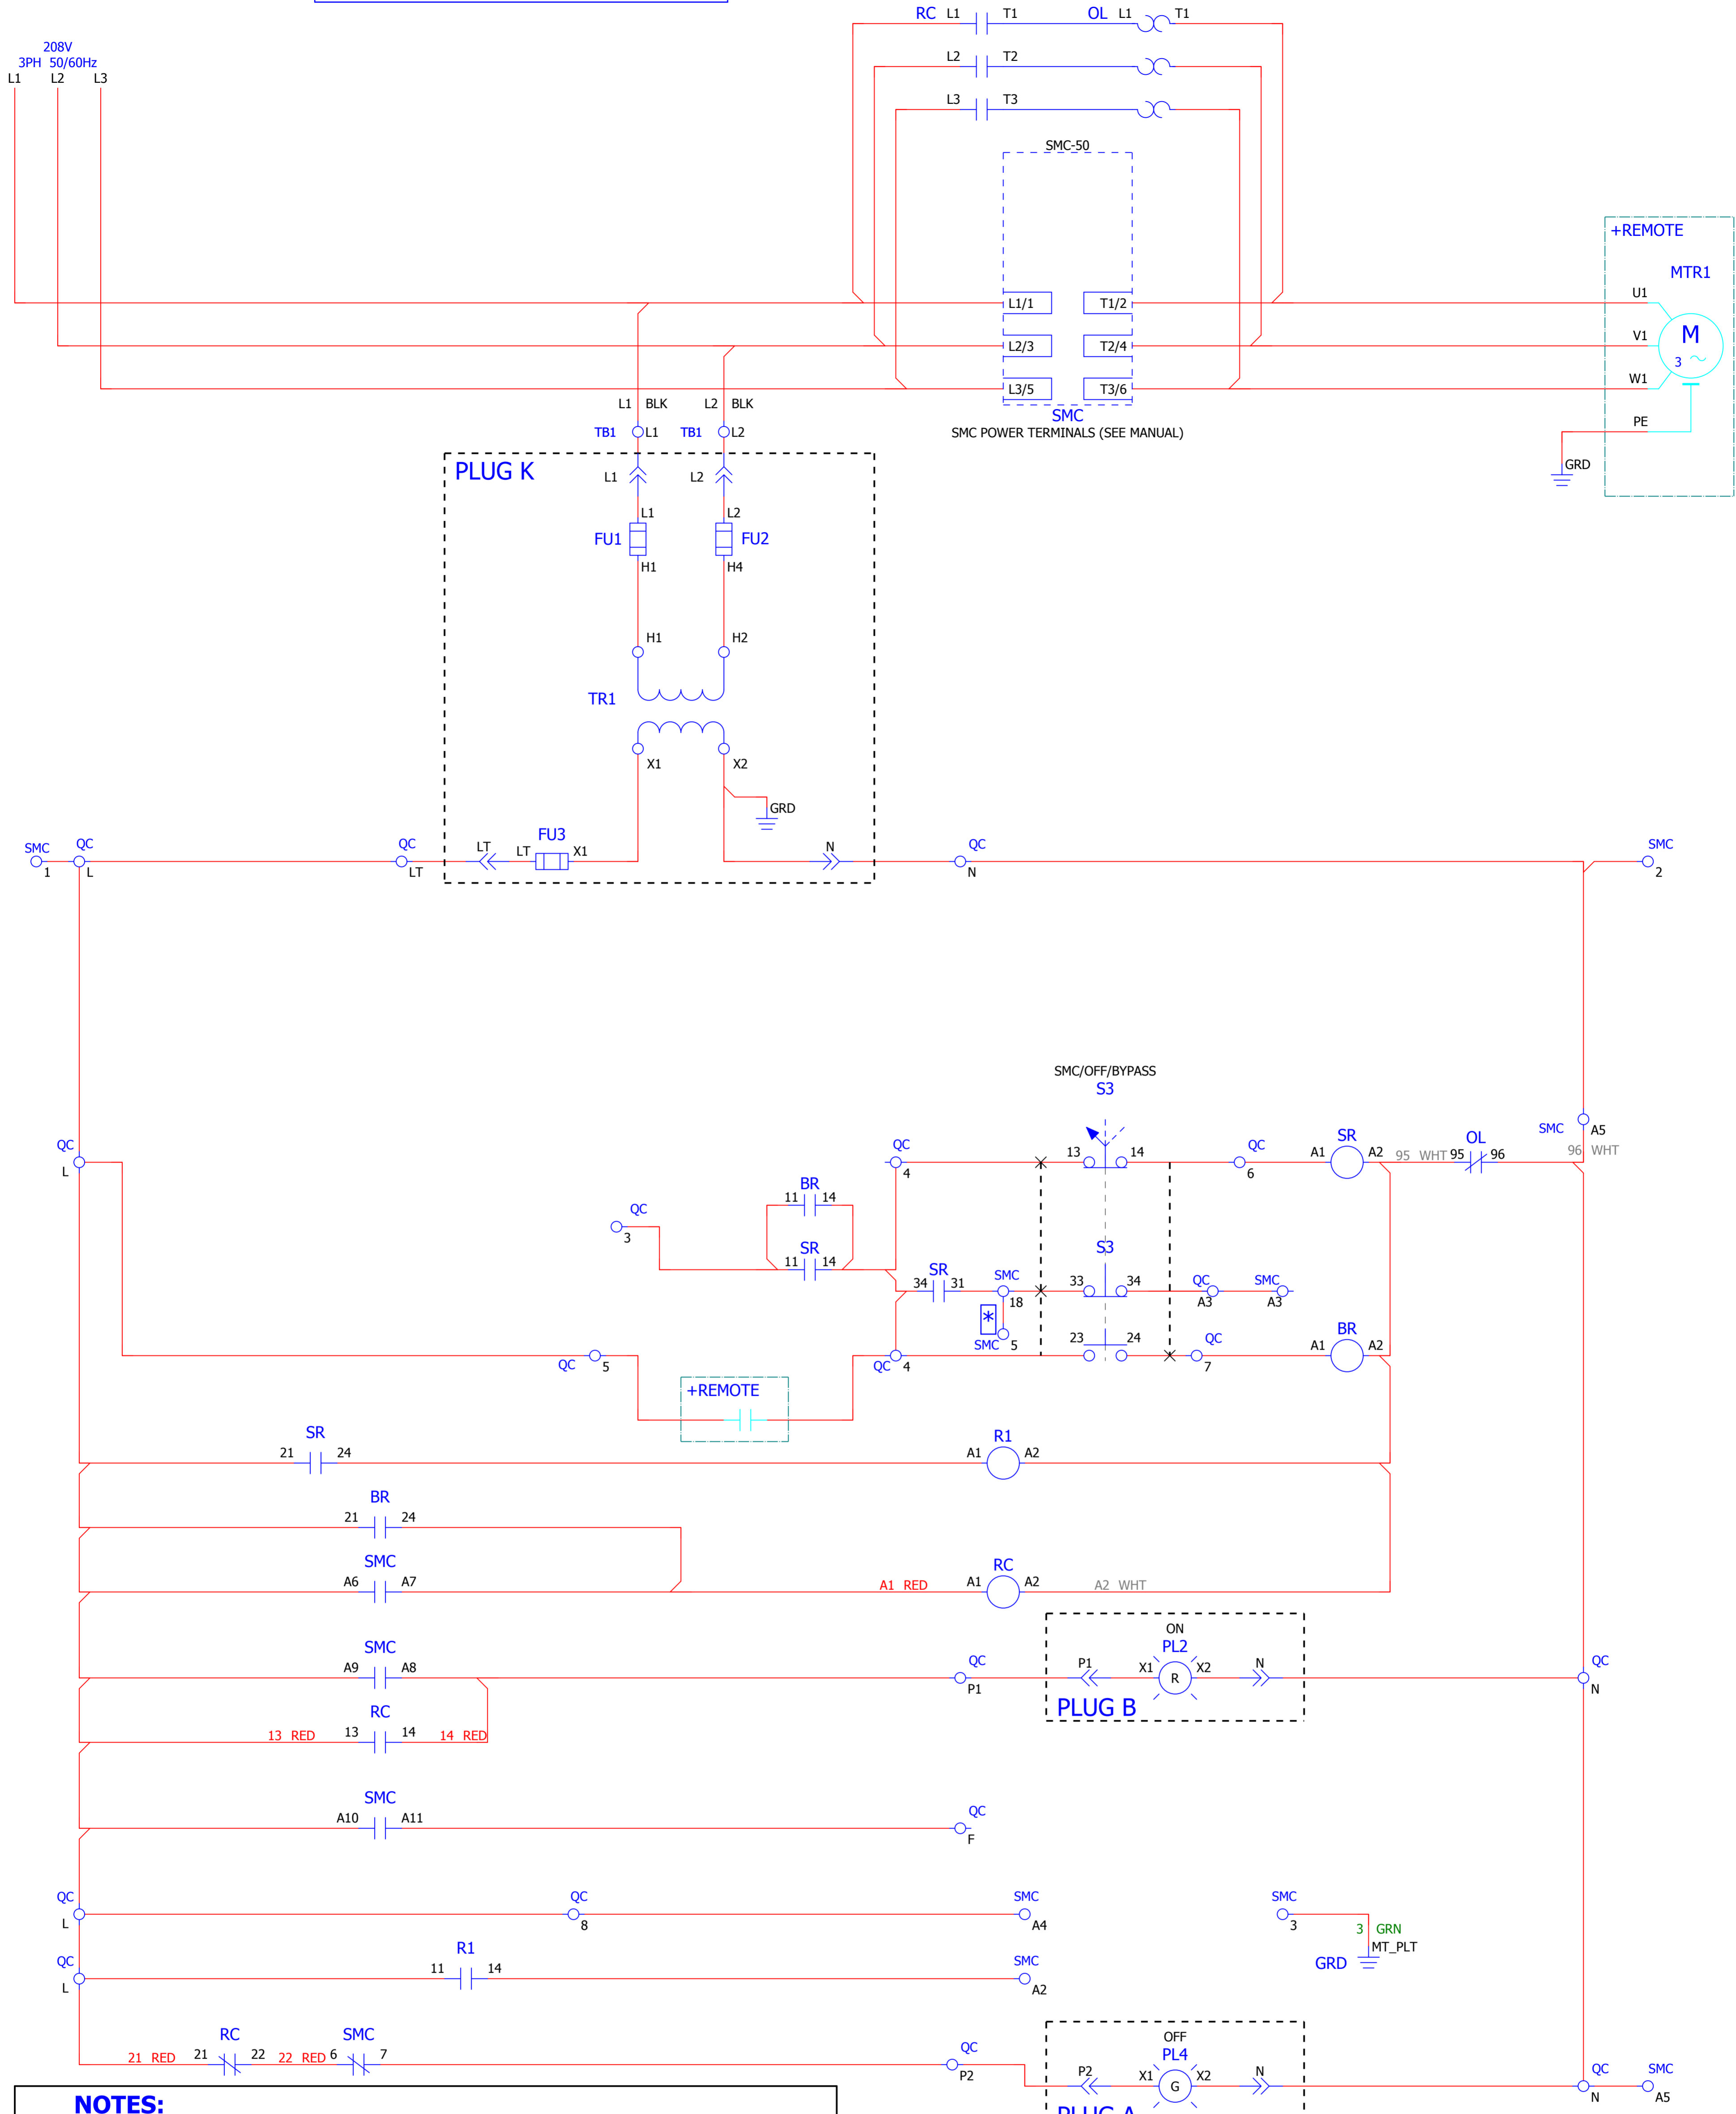 RC L1 T1 OL L1 T1
208V
3PH 50/60Hz
L1 L2 L3
L2 T2
L3 T3
SMC-50
+REMOTE
MTR1
U1
L1/1 T1/2
V1
M
3
L2/3 T2/4
W1
L3/5 T3/6
L1 BLK L2 BLK
SMC
PE
TB1 L1 TB1 L2
SMC POWER TERMINALS (SEE MANUAL)
PLUG K
L1 L2
GRD
L1 L2
FU1 FU2
H1 H4
H1 H2
TR1
X1 X2
GRD
FU3
SMC QC QC LT LT X1 N QC SMC
1 L LT N 2
SMC/OFF/BYPASS
S3
SMC A5
QC QC 13 14 QC SR OL
L 4 6 A1 A2 95 WHT 95 96 96 WHT
BR
11 14
QC
3
SR S3
11 14
SR SMC 33 34 QC SMC
34 31 18 A3 A3
*
SMC 5 23 24 QC BR
A1 A2
QC 5 QC 4 7
+REMOTE
SR R1
21 24 A1 A2
BR
21 24
SMC RC
A6 A7 A1 RED A1 A2 A2 WHT
ON
SMC PL2
A9 A8 QC P1 X1 R X2 N QC
P1 N
RC PLUG B
13 RED 13 14 14 RED
SMC
A10 A11 QC
F
QC QC SMC SMC
L 8 A4 3
3 GRN
R1 MT_PLT
QC 11 14 SMC GRD
L A2
RC SMC OFF
21 RED 21 22 22 RED 6 7 QC PL4
P2 P2 X1 G X2 N QC SMC
N A5
NOTES:
PLUG A